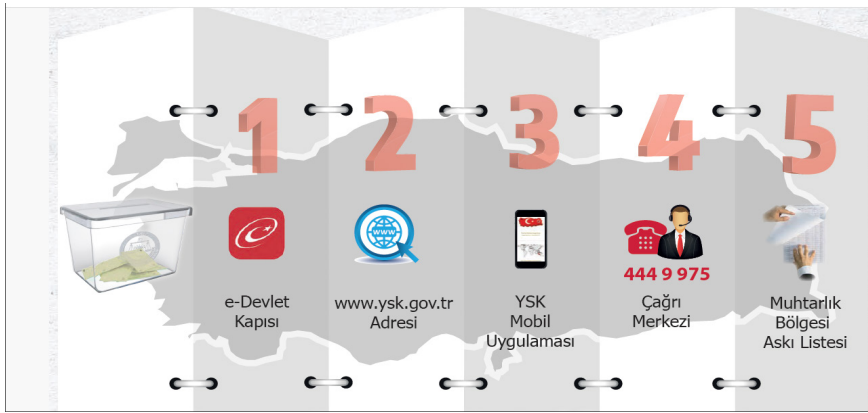 1
2
3
4
5
www
444 9 975
e-Devlet
Kapısı
www.ysk.gov.tr
Adresi
YSK
Mobil
Uygulaması
Çağrı
Merkezi
Muhtarlık
Bölgesi
Askı Listesi